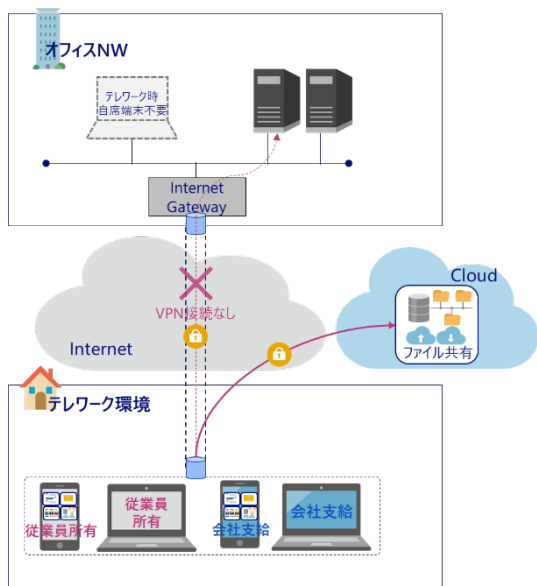 オフィスNW
テレワーク時
自席端末不要
Internet
Gateway
VPN接続なし
Internet
Cloud
ファイル共有
テレワーク環境
従業員所有
従業員
所有
会社支給
会社支給